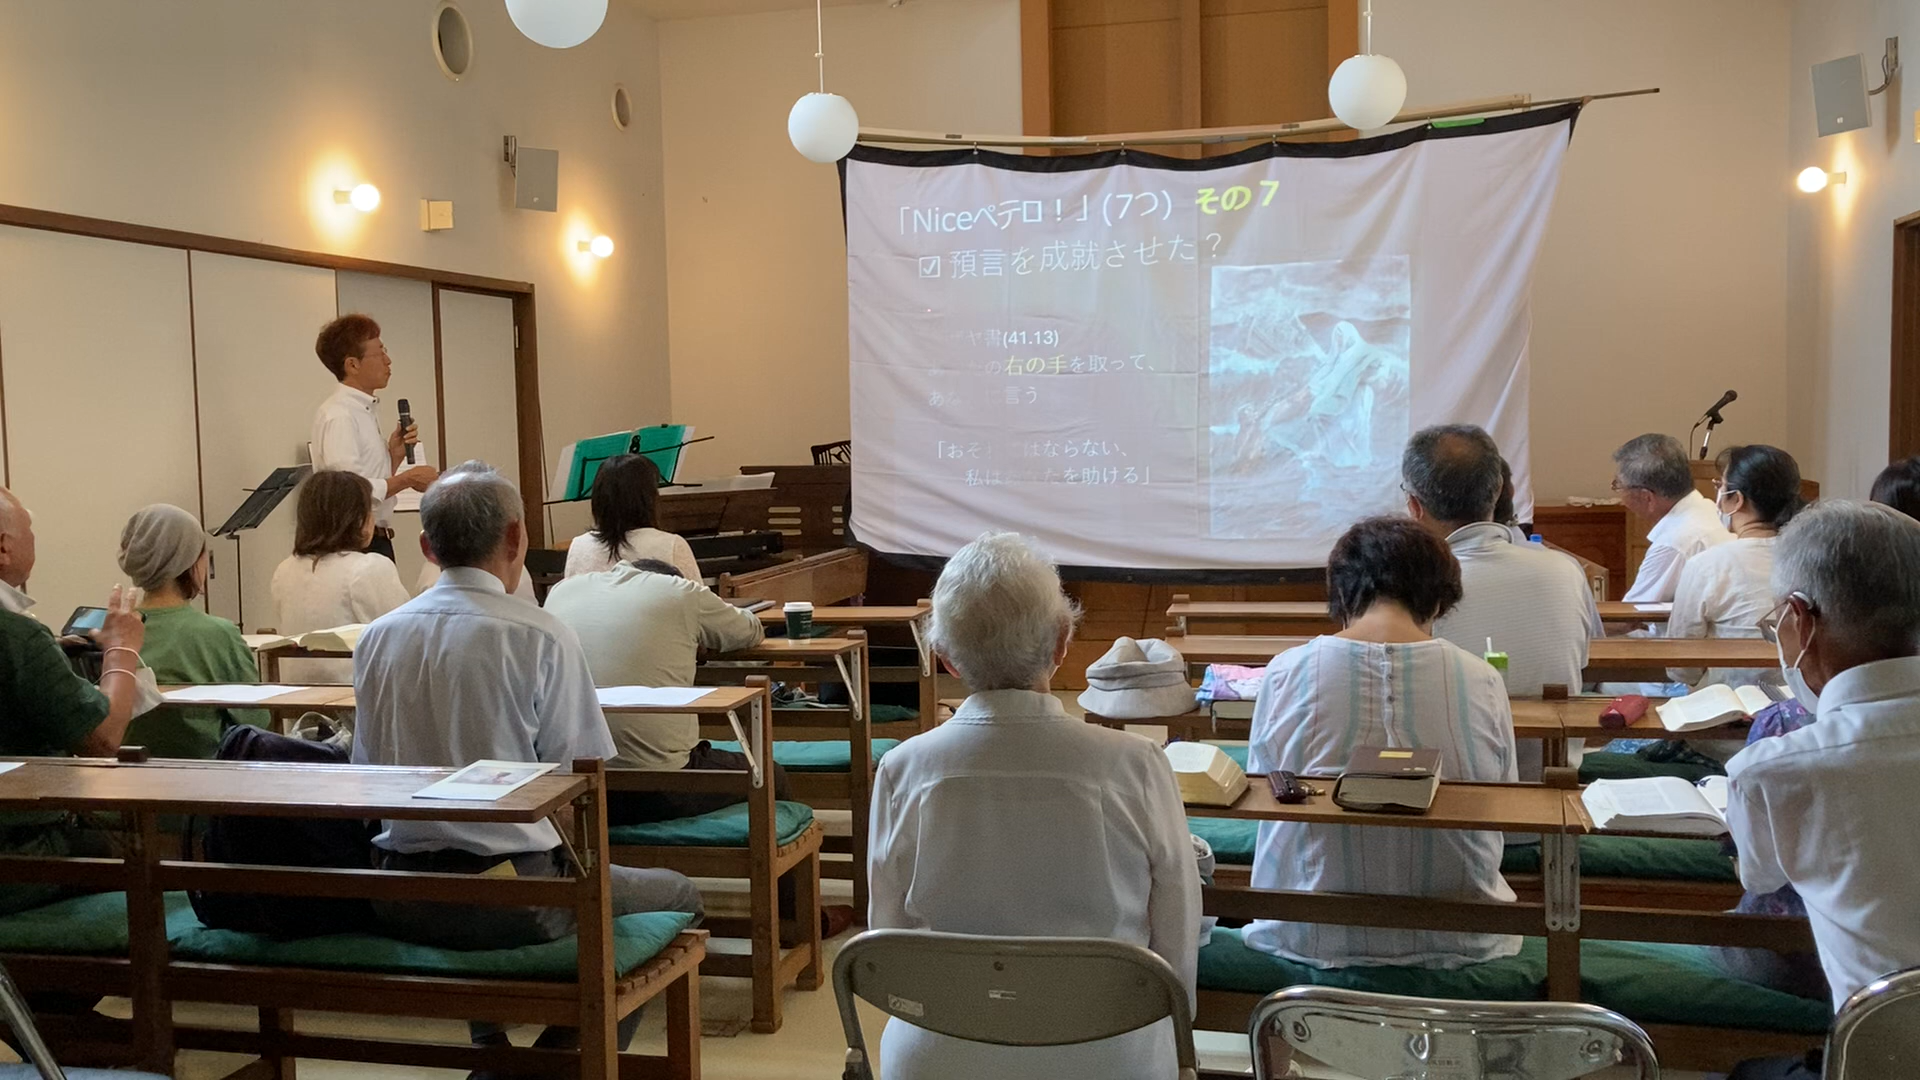 「Niceペテロ！」(7つ) その7
☑ 預言を成就させた？
ヤ書(41.13)
の右の手を取って、
あ 言う
「おそ はならない、
私は たを助ける」